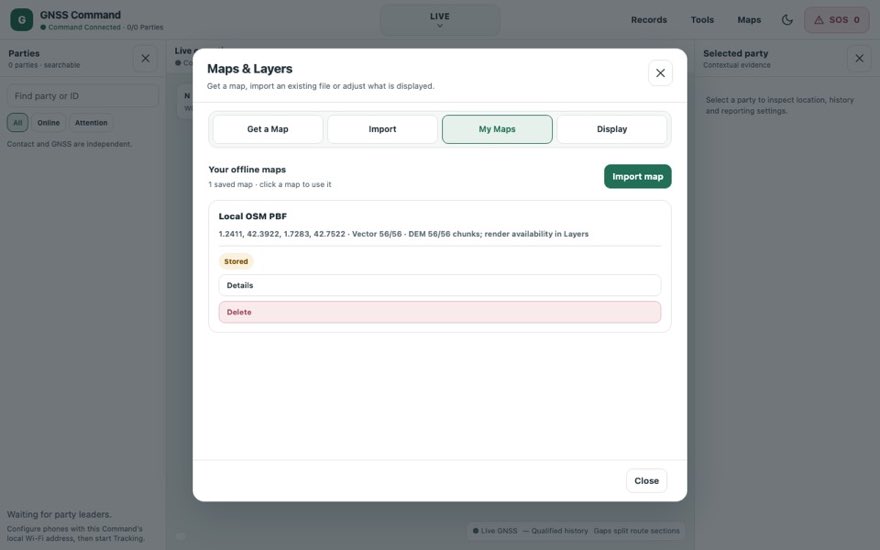 G
GNSS Command
Command Connected · 0/0 Parties
LIVE
Records
Tools
Maps
SOS 0
Parties
0 parties · searchable
Find party or ID
All
Online
Attention
Contact and GNSS are independent.
Waiting for party leaders.
Configure phones with this Command's
local Wi-Fi address, then start Tracking.
Maps & Layers
Get a map, import an existing file or adjust what is displayed.
Get a Map
Import
My Maps
Display
Your offline maps
1 saved map · click a map to use it
Import map
Local OSM PBF
1.2411, 42.3922, 1.7283, 42.7522 · Vector 56/56 · DEM 56/56 chunks; render availability in Layers
Stored
Details
Delete
Close
Live GNSS — Qualified history Gaps split route sections
Selected party
Contextual evidence
Select a party to inspect location, history
and reporting settings.